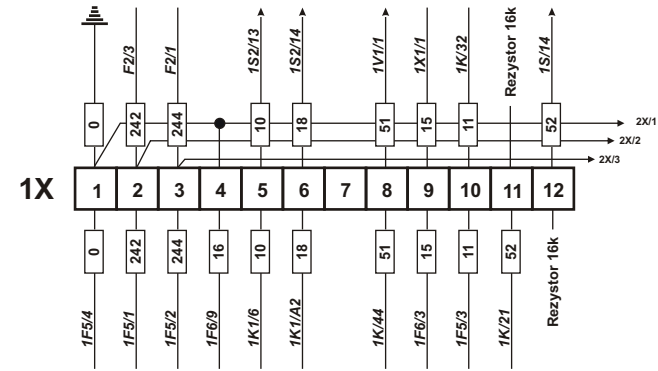 F2/3
F2/1
1S2/13
1S2/14
1V1/1
1X1/1
1K/32
Rezystor 16k
1S/14
0
242
244
10
18
51
15
11
52
2X/1
2X/2
2X/3
1X
1 2 3 4 5 6 7 8 9 10 11 12
0
242
244
16
10
18
51
15
11
52
Rezystor 16k
1F5/4
1F5/1
1F5/2
1F6/9
1K1/6
1K1/A2
1K/44
1F6/3
1F5/3
1K/21